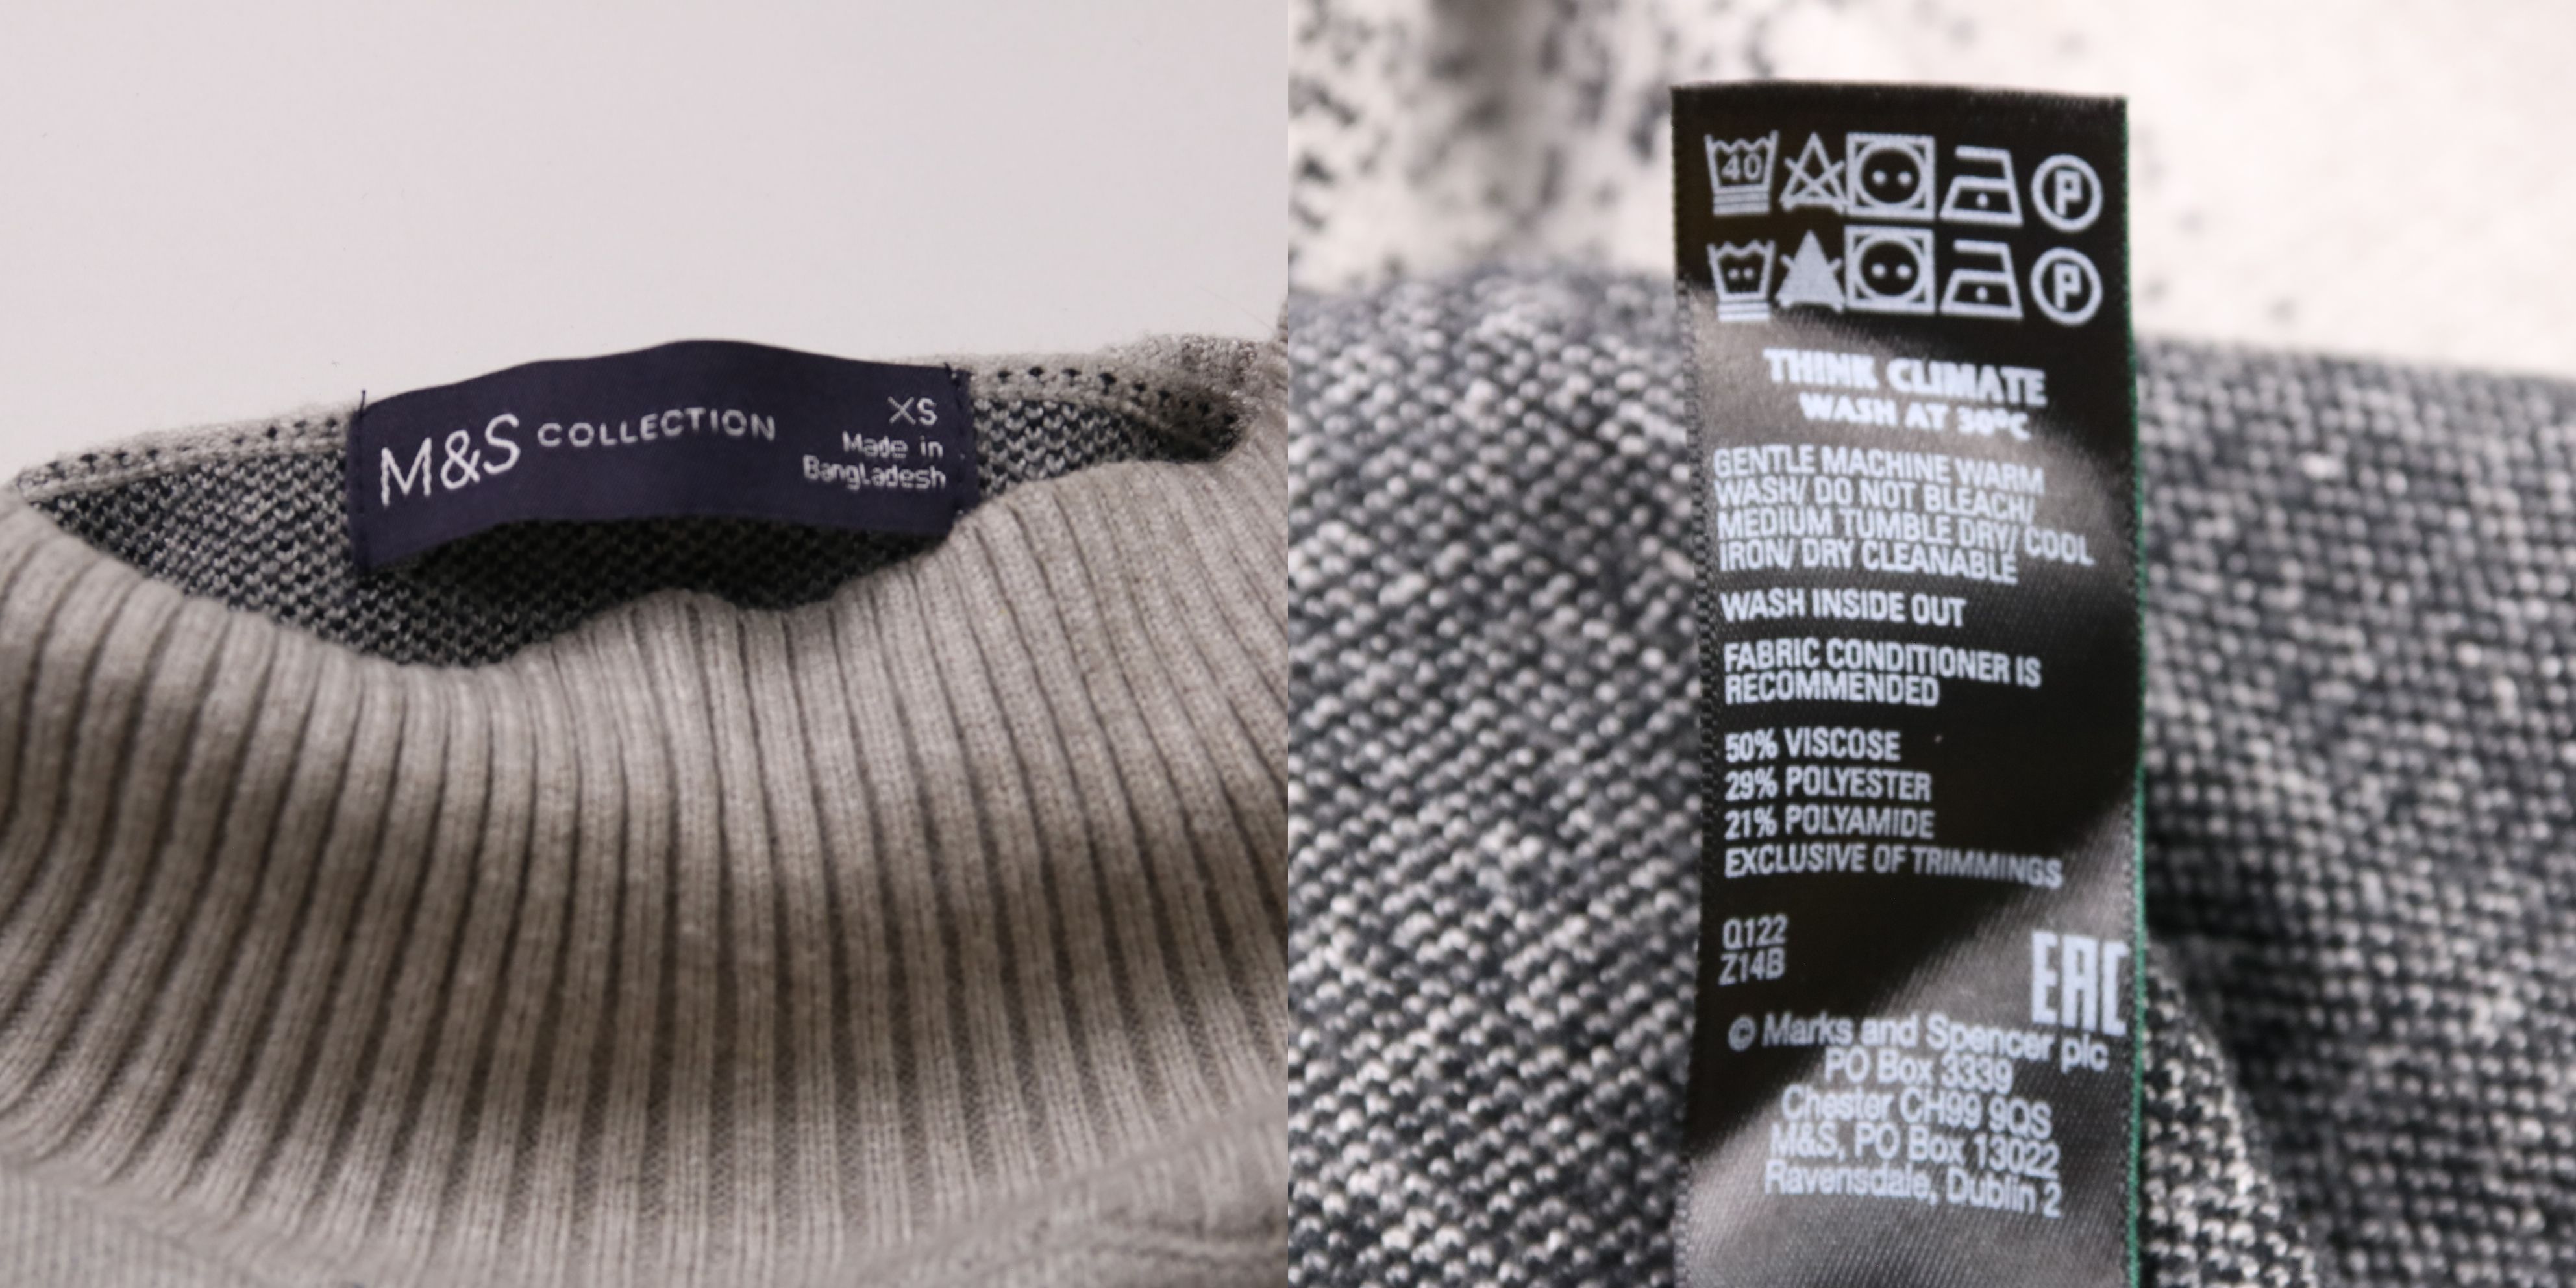 M&S COLLECTION
XS
Made in
Bangladesh
40
P
P
THINK CLIMATE
WASH AT 30°C
GENTLE MACHINE WARM
WASH/ DO NOT BLEACH/
MEDIUM TUMBLE DRY/ COOL
IRON/ DRY CLEANABLE
WASH INSIDE OUT
FABRIC CONDITIONER IS
RECOMMENDED
50% VISCOSE
29% POLYESTER
21% POLYAMIDE
EXCLUSIVE OF TRIMMINGS
Q122
Z14B
EAC
© Marks and Spencer plc
PO Box 3339
Chester CH99 9QS
M&S, PO Box 13022
Ravensdale, Dublin 2